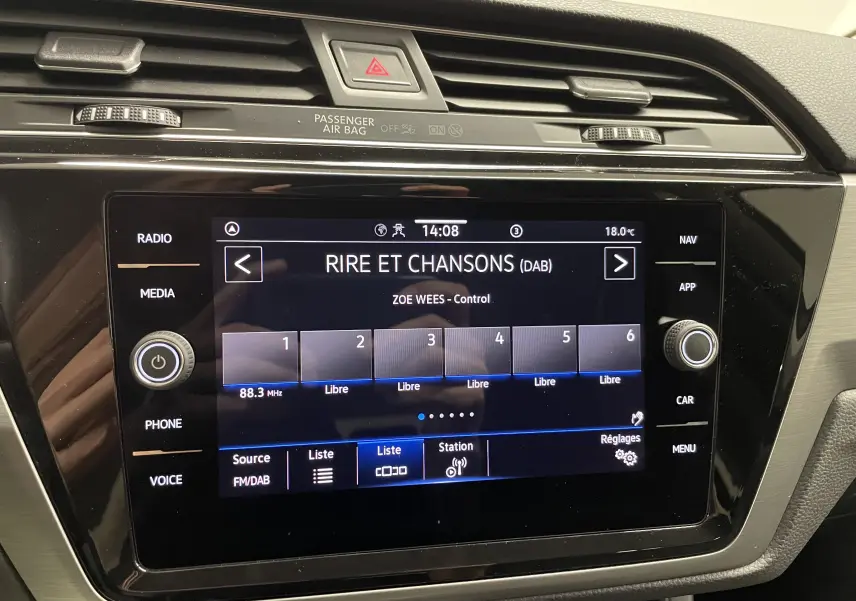 PASSENGER
AIR BAG OFF
RADIO
MEDIA
PHONE
VOICE
14:08
3
18.0°C
< RIRE ET CHANSONS (DAB) >
ZOE WEES - Control
1 2 3 4 5 6
88.3 MHz Libre Libre Libre Libre Libre
Source Liste Liste Station Réglages
FM/DAB
NAV
APP
CAR
MENU